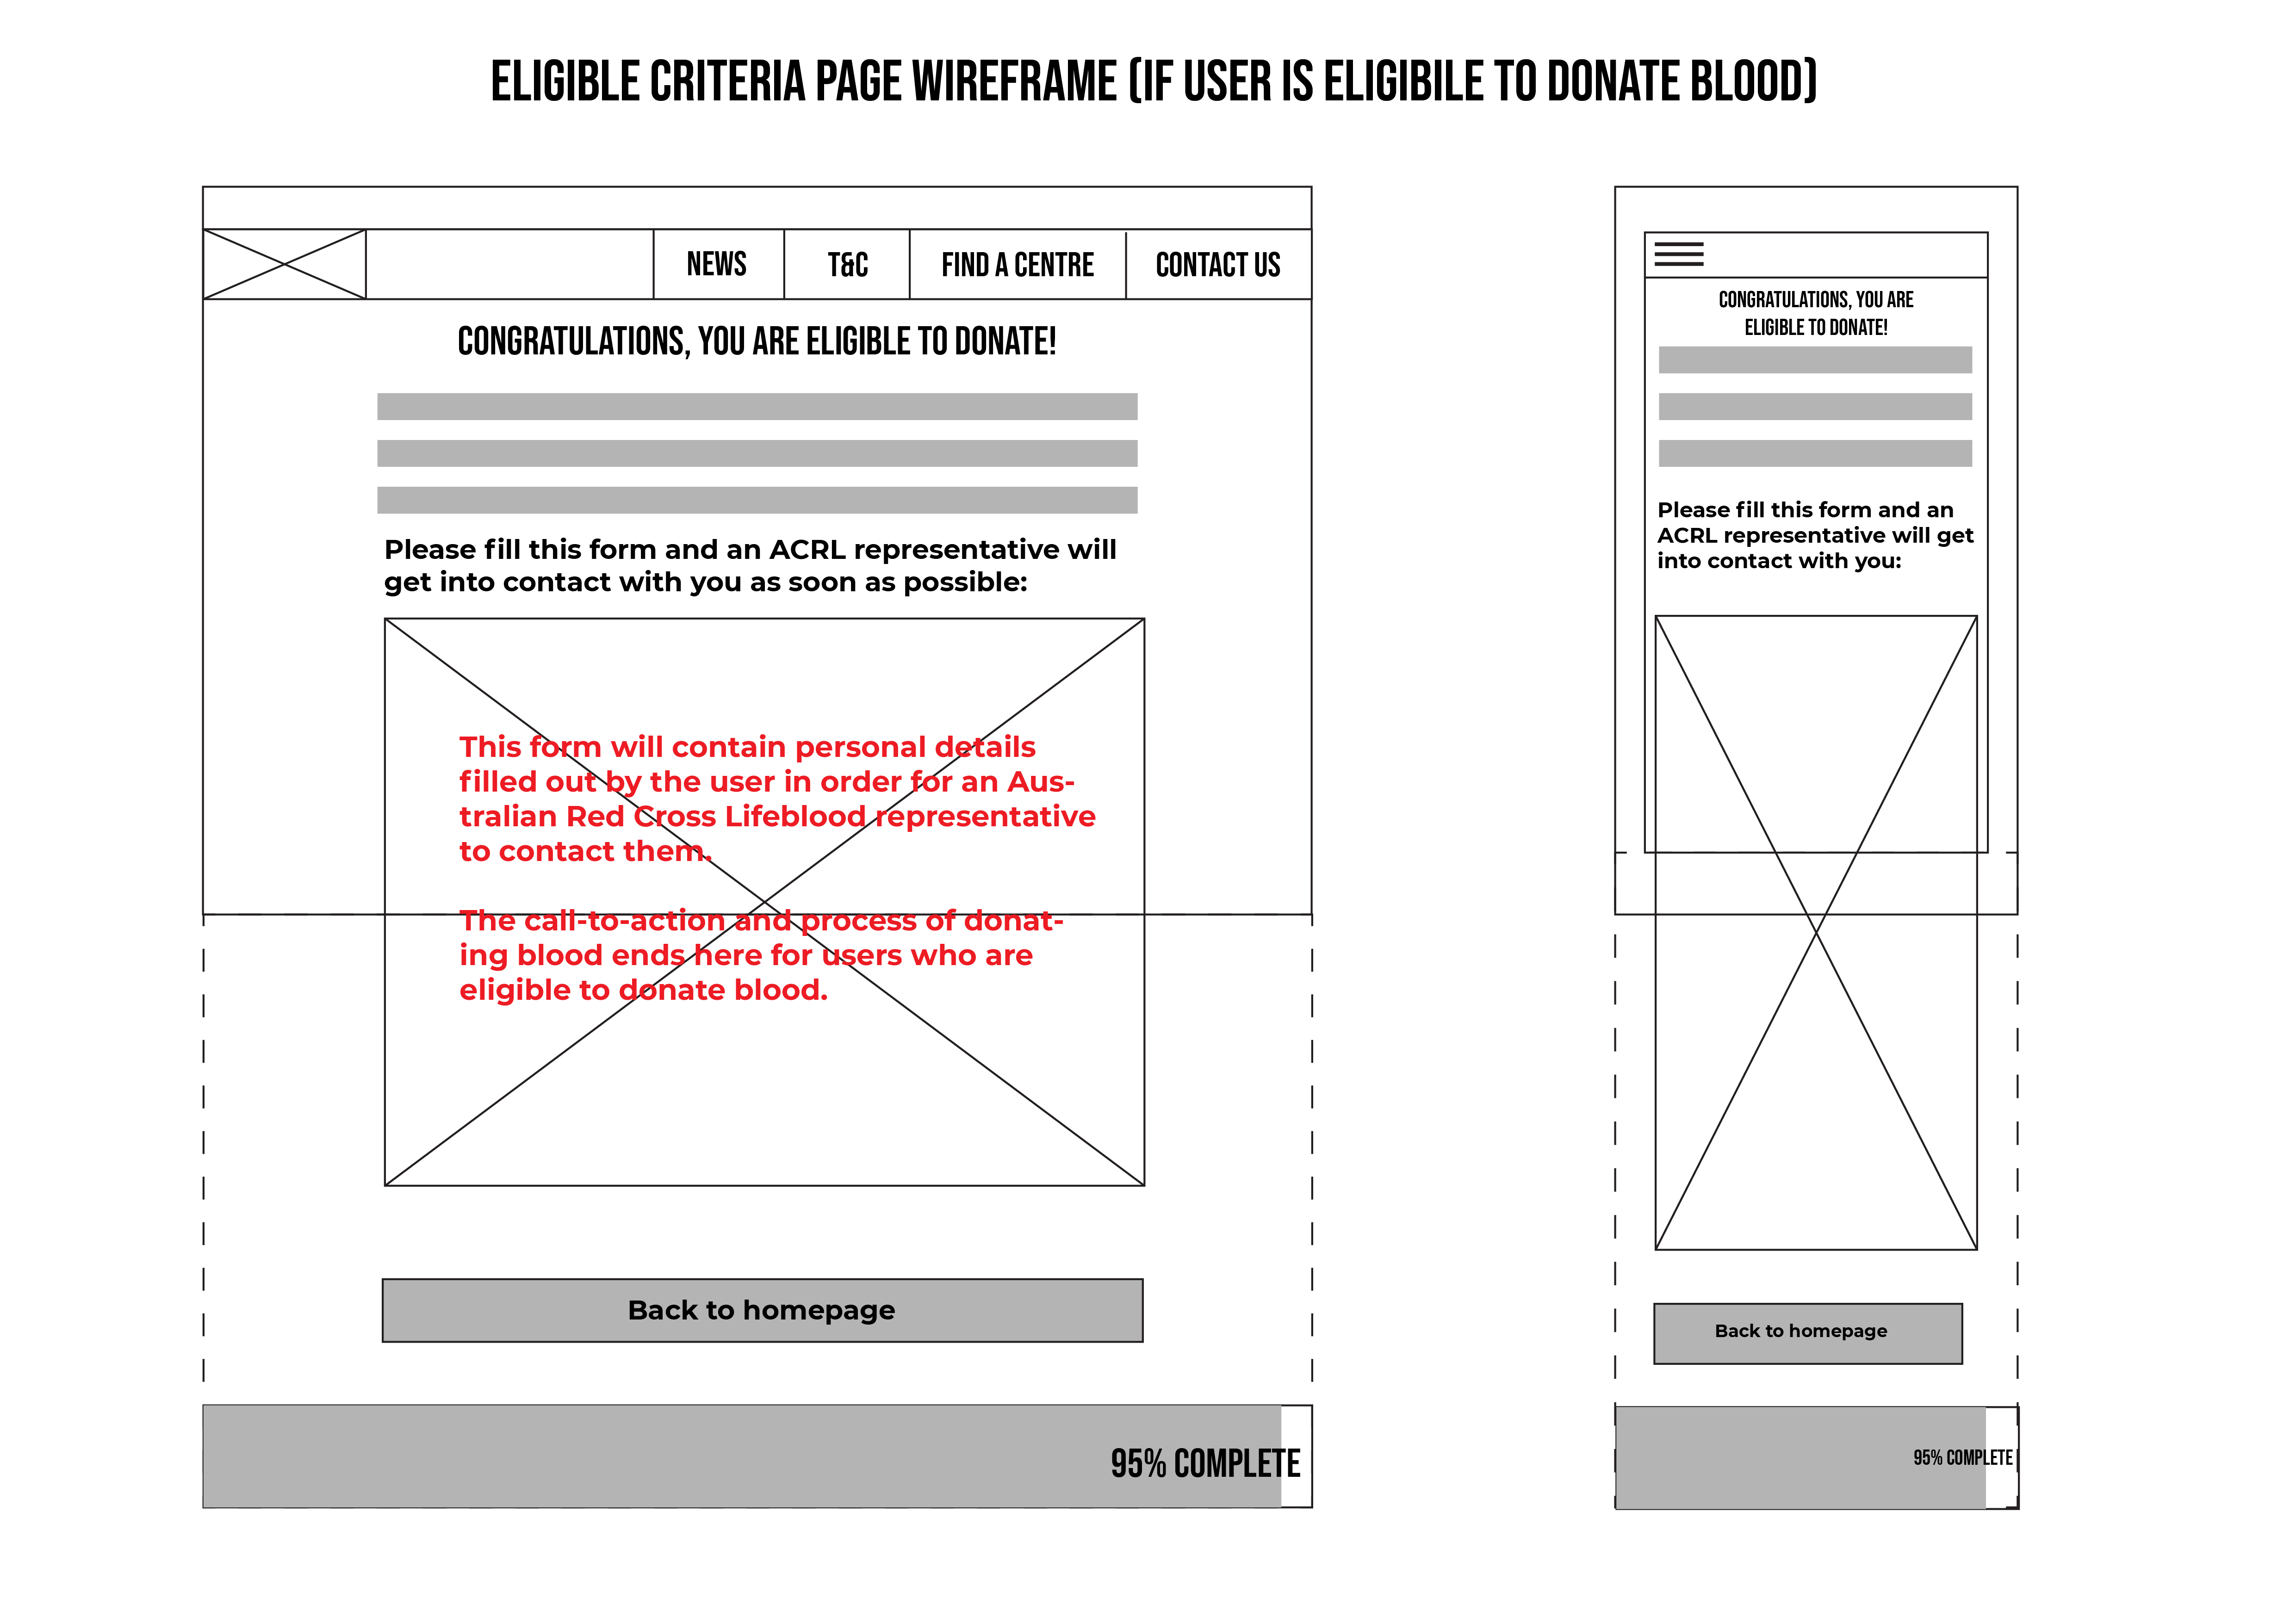 ELIGIBLE CRITERIA PAGE WIREFRAME (IF USER IS ELIGIBILE TO DONATE BLOOD)
NEWS
T&C
FIND A CENTRE
CONTACT US
CONGRATULATIONS, YOU ARE ELIGIBLE TO DONATE!
Please fill this form and an ACRL representative will
get into contact with you as soon as possible:
This form will contain personal details
filled out by the user in order for an Aus-
tralian Red Cross Lifeblood representative
to contact them.
The call-to-action and process of donat-
ing blood ends here for users who are
eligible to donate blood.
Back to homepage
95% COMPLETE
CONGRATULATIONS, YOU ARE
ELIGIBLE TO DONATE!
Please fill this form and an
ACRL representative will get
into contact with you:
Back to homepage
95% COMPLETE